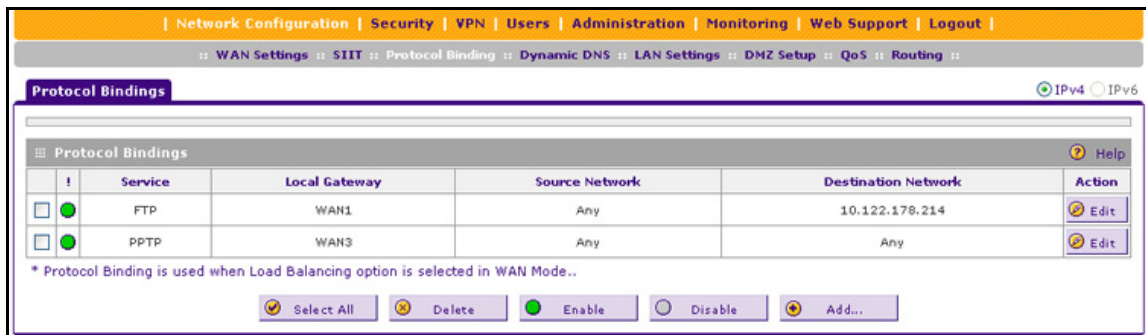 | Network Configuration | Security | VPN | Users | Administration | Monitoring | Web Support | Logout |
:: WAN Settings :: SIIT :: Protocol Binding :: Dynamic DNS :: LAN Settings :: DMZ Setup :: QoS :: Routing ::
Protocol Bindings IPv4 IPv6
Protocol Bindings ? Help
! Service Local Gateway Source Network Destination Network Action
FTP WAN1 Any 10.122.178.214 Edit
PPTP WAN3 Any Any Edit
* Protocol Binding is used when Load Balancing option is selected in WAN Mode..
Select All Delete Enable Disable Add...